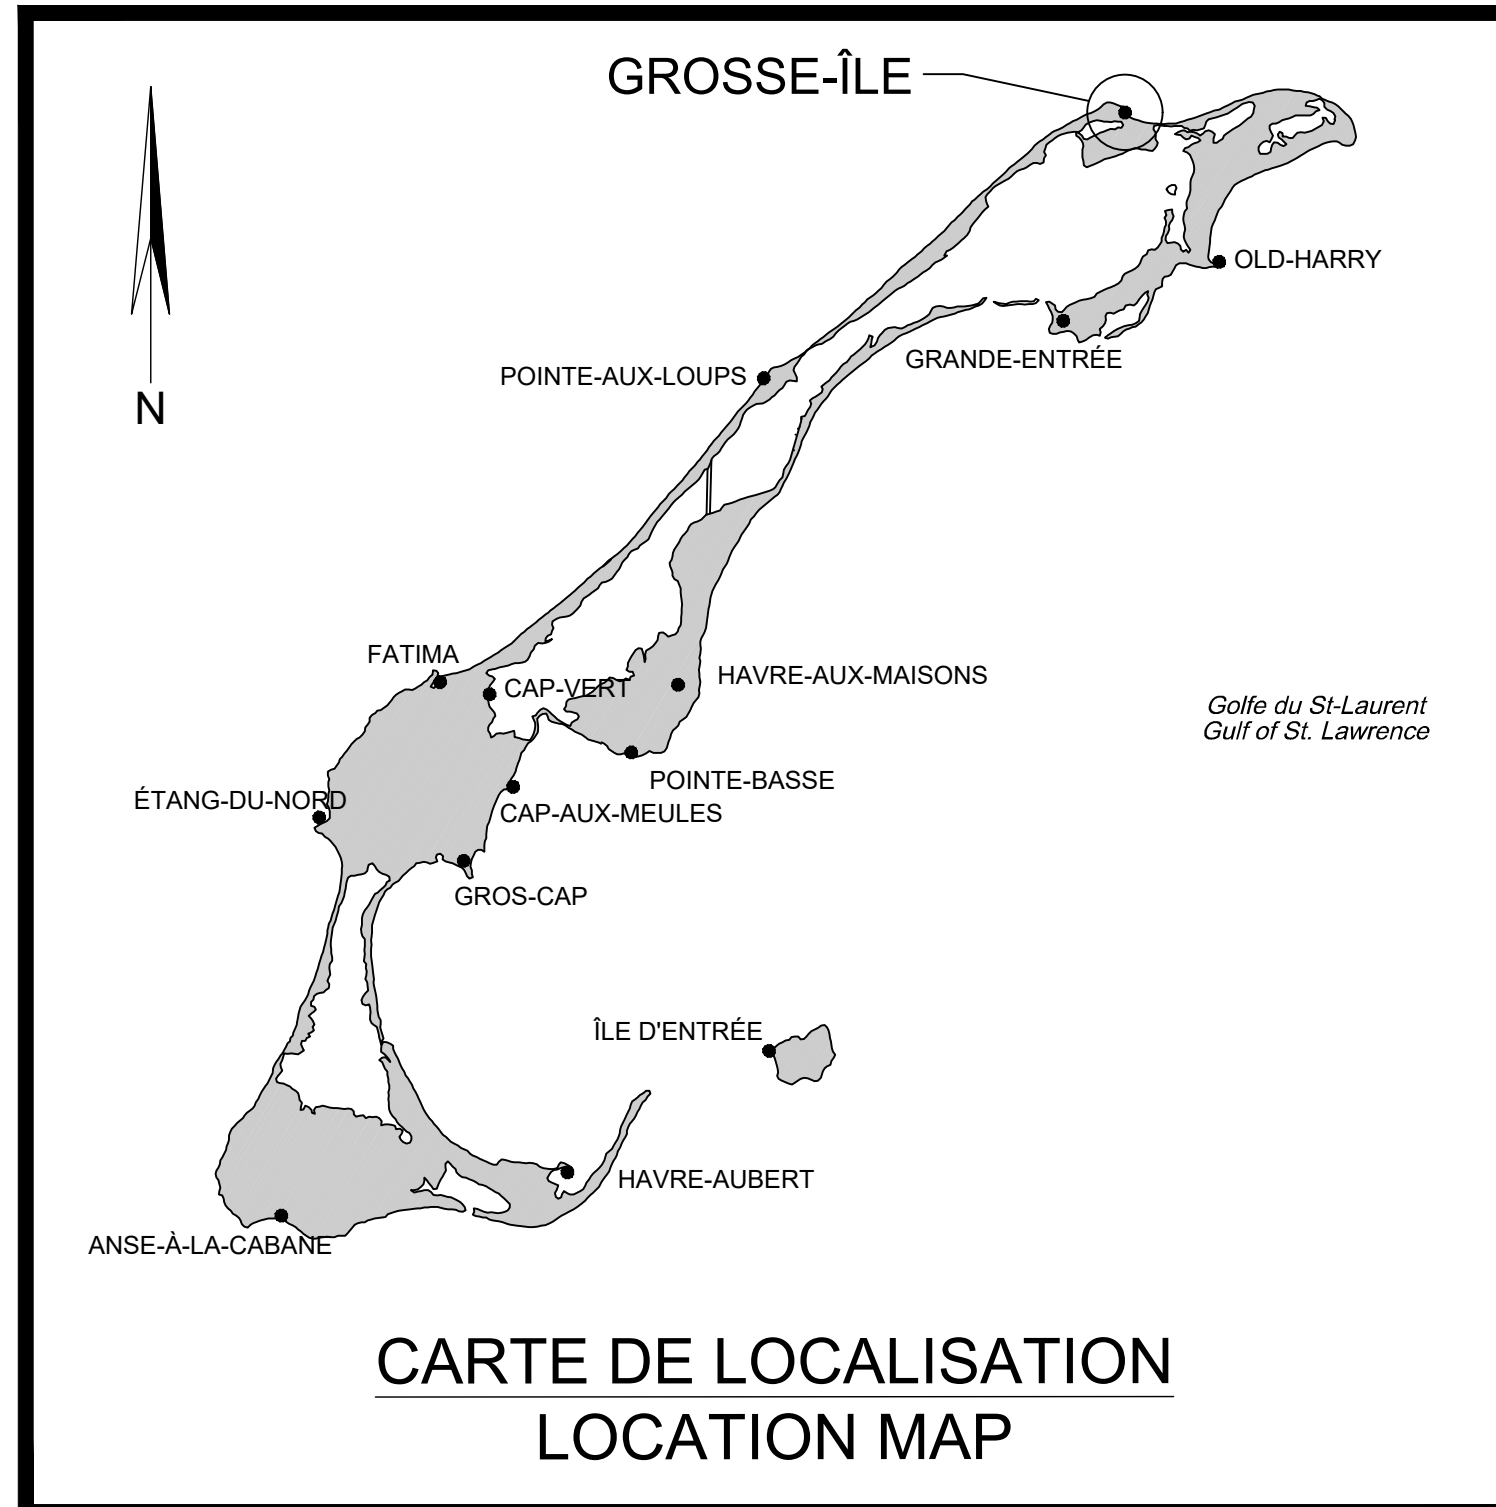 GROSSE-ÎLE
OLD-HARRY
GRANDE-ENTRÉE
POINTE-AUX-LOUPS
N
FATIMA
HAVRE-AUX-MAISONS
CAP-VERT
Golfe du St-Laurent
Gulf of St. Lawrence
POINTE-BASSE
ÉTANG-DU-NORD
CAP-AUX-MEULES
GROS-CAP
ÎLE D'ENTRÉE
HAVRE-AUBERT
ANSE-À-LA-CABANE
CARTE DE LOCALISATION
LOCATION MAP